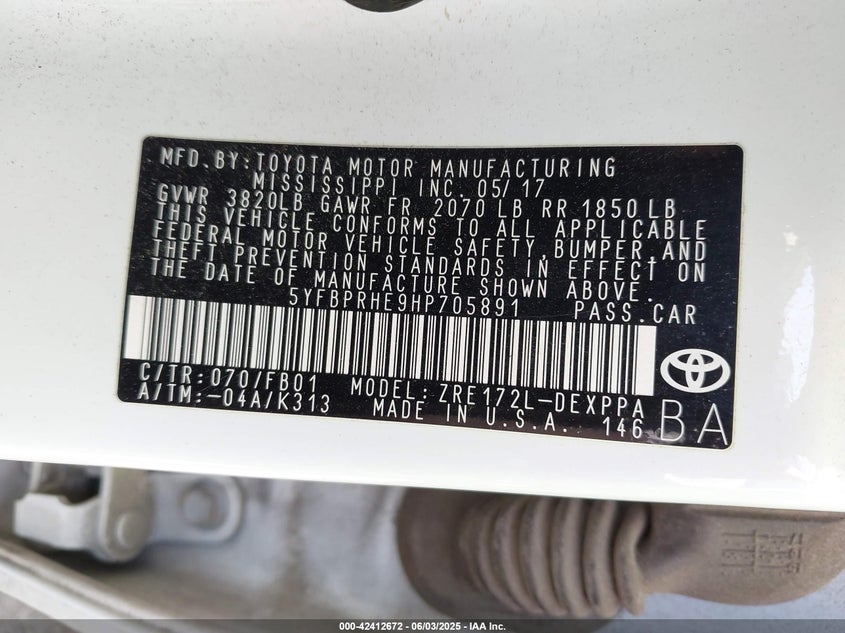 MFD. BY: TOYOTA MOTOR MANUFACTURING
MISSISSIPPI INC. 05/17
GVWR 3820LB GAWR FR 2070 LB RR 1850 LB
THIS VEHICLE CONFORMS TO ALL APPLICABLE
FEDERAL MOTOR VEHICLE SAFETY, BUMPER, AND
THEFT PREVENTION STANDARDS IN EFFECT ON
THE DATE OF MANUFACTURE SHOWN ABOVE.
5YFBPRHE9HP705891 PASS. CAR
C/TR: 070/FB01 MODEL: ZRE172L-DEXPPA
A/TM: -04A/K313 MADE IN U.S.A. 146 BA
000-42412672 - 06/03/2025 - IAA Inc.